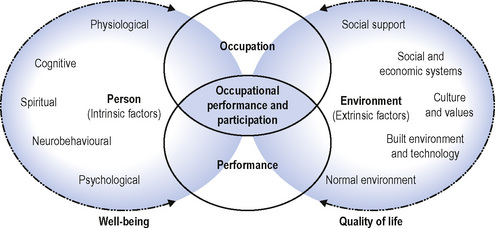 Physiological
Cognitive
Spiritual
Person
(Intrinsic factors)
Neurobehavioural
Psychological
Well-being
Occupation
Occupational
performance and
participation
Performance
Social support
Social and
economic systems
Environment
(Extrinsic factors)
Culture
and values
Built environment
and technology
Normal environment
Quality of life